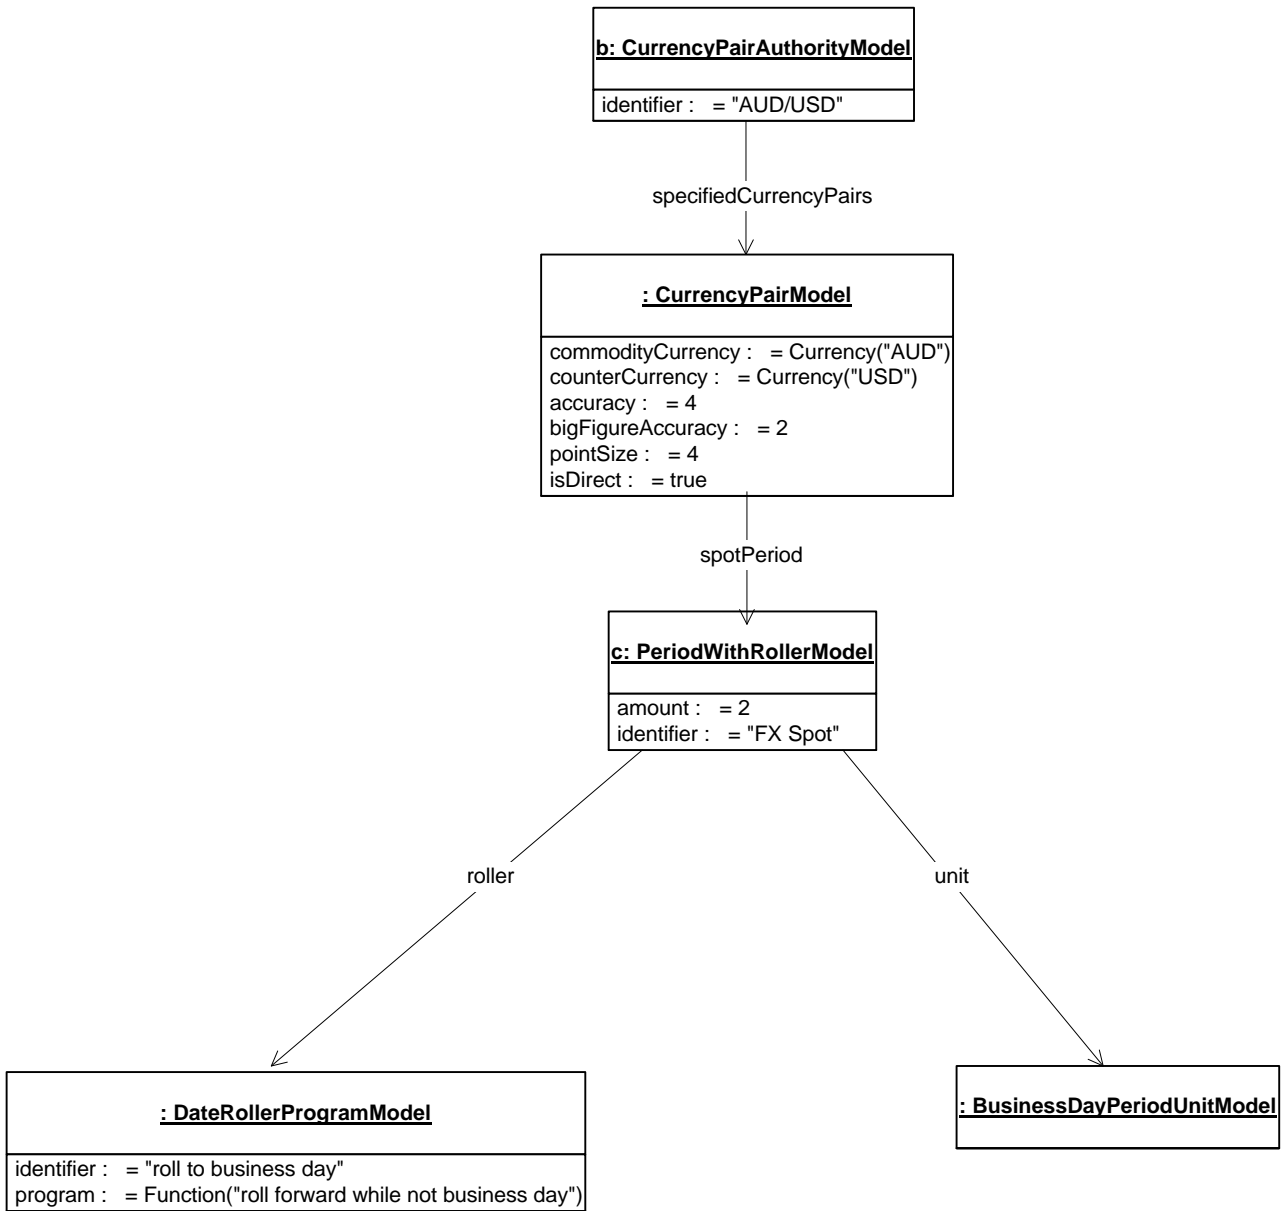 b: CurrencyPairAuthorityModel
identifier :   = "AUD/USD"
specifiedCurrencyPairs
: CurrencyPairModel
commodityCurrency :   = Currency("AUD")
counterCurrency :   = Currency("USD")
accuracy :   = 4
bigFigureAccuracy :   = 2
pointSize :   = 4
isDirect :   = true
spotPeriod
c: PeriodWithRollerModel
amount :   = 2
identifier :   = "FX Spot"
roller
unit
: DateRollerProgramModel
identifier :   = "roll to business day"
program :   = Function("roll forward while not business day")
: BusinessDayPeriodUnitModel